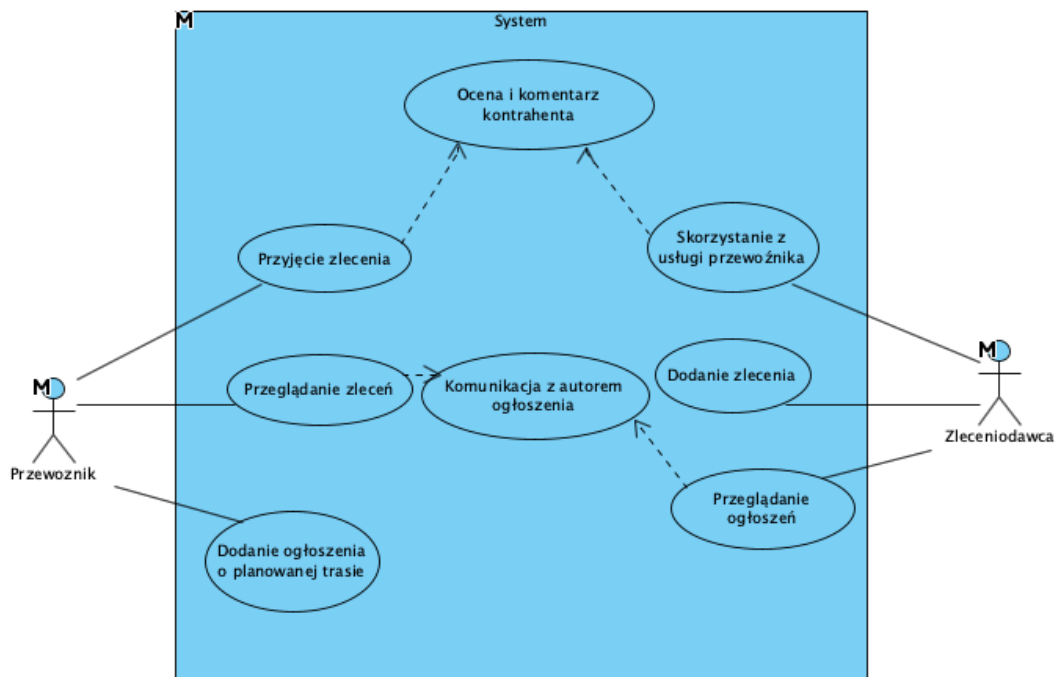 M
System
Ocena i komentarz
kontrahenta
Przyjęcie zlecenia
Skorzystanie z
usługi przewoźnika
M
Przewoznik
Przeglądanie zleceń
Komunikacja z autorem
ogłoszenia
Dodanie zlecenia
M
Zleceniodawca
Przeglądanie
ogłoszeń
Dodanie ogłoszenia
o planowanej trasie